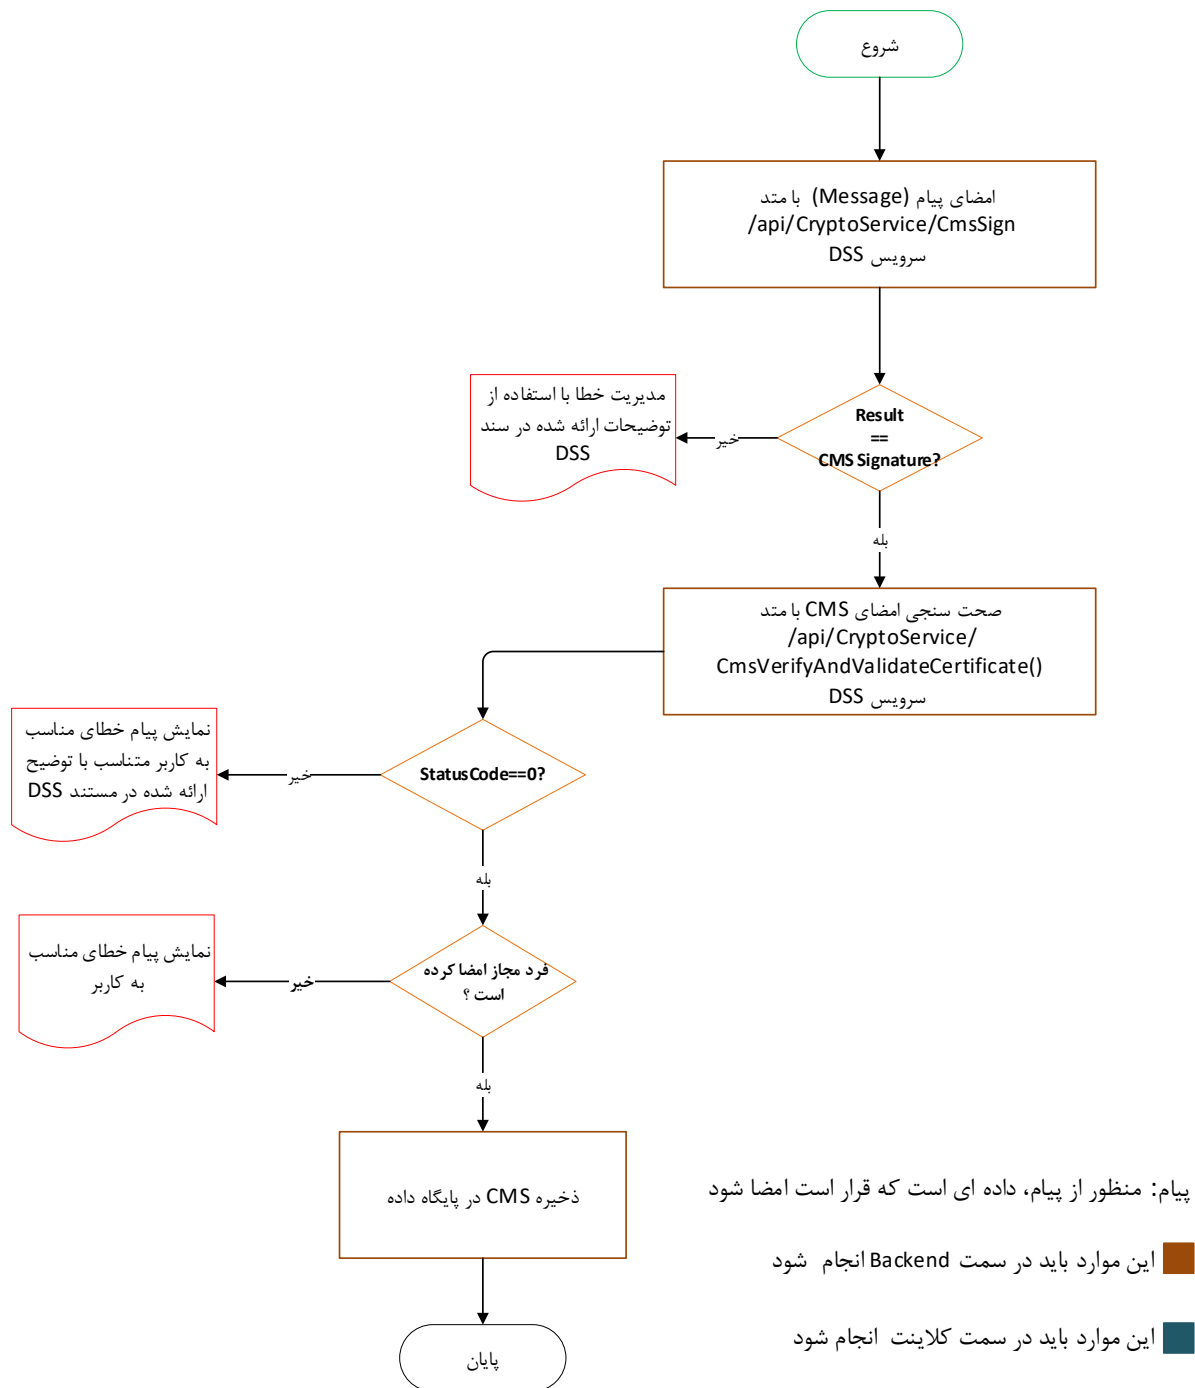 شروع
امضای پیام (Message) با متد
/api/CryptoService/CmsSign
سرویس DSS
Result
==
CMS Signature?
خیر
مدیریت خطا با استفاده از
توضیحات ارائه شده در سند
DSS
بله
صحت سنجی امضای CMS با متد
/api/CryptoService/
CmsVerifyAndValidateCertificate()
سرویس DSS
StatusCode==0?
خیر
نمایش پیام خطای مناسب
به کاربر متناسب با توضیح
ارائه شده در مستند DSS
بله
فرد مجاز امضا کرده
است ؟
خیر
نمایش پیام خطای مناسب
به کاربر
بله
ذخیره CMS در پایگاه داده
پایان
پیام: منظور از پیام، داده ای است که قرار است امضا شود
این موارد باید در سمت Backend انجام شود
این موارد باید در سمت کلاینت انجام شود